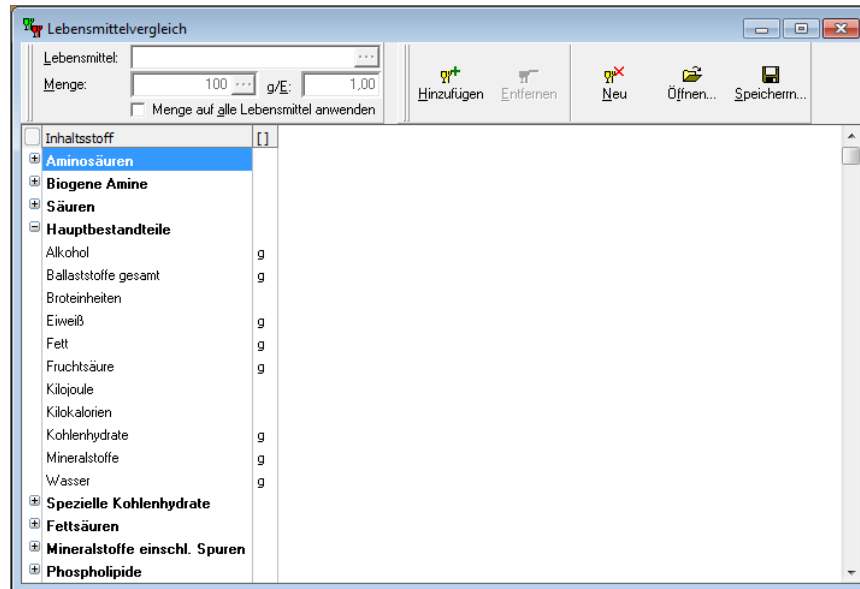 Lebensmittelvergleich
Lebensmittel: ...
Menge: 100 ... g/E: 1,00
Menge auf alle Lebensmittel anwenden
Hinzufügen Entfernen Neu Öffnen... Speicherrn...
Inhaltsstoff []
Aminosäuren
Biogene Amine
Säuren
Hauptbestandteile
Alkohol g
Ballaststoffe gesamt g
Broteinheiten
Eiweiß g
Fett g
Fruchtsäure g
Kilojoule
Kilokalorien
Kohlenhydrate g
Mineralstoffe g
Wasser g
Spezielle Kohlenhydrate
Fettsäuren
Mineralstoffe einschl. Spuren
Phospholipide